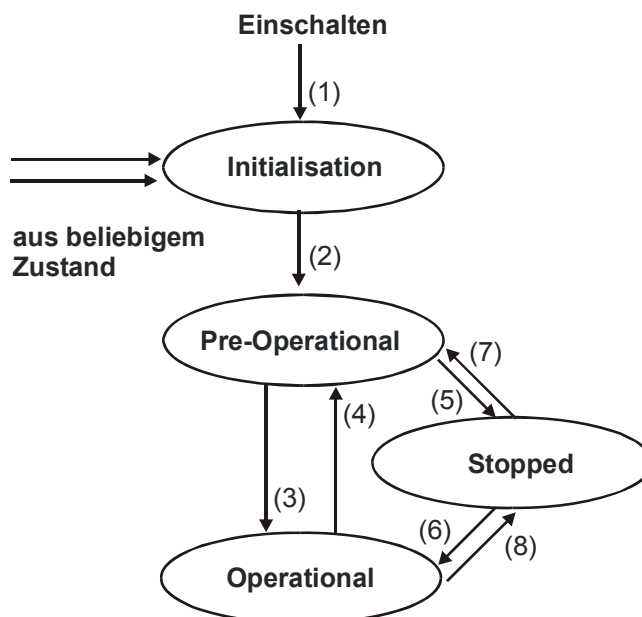 Einschalten
(1)
Initialisation
aus beliebigem
Zustand
(2)
Pre-Operational
(7)
(5)
(4)
Stopped
(3)
(6)
(8)
Operational